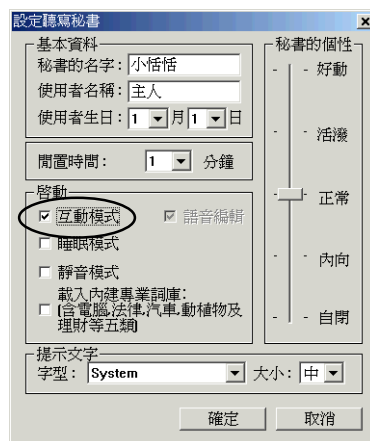 設定聽寫秘書
基本資料
秘書的名字: 小恬恬
使用者名稱: 主人
使用者生日: 1 月 1 日
閒置時間: 1 分鐘
啓動
互動模式 語音編輯
睡眠模式
靜音模式
載入內建專業詞庫:
(含電腦,法律,汽車,動植物及
理財等五類)
秘書的個性
好動
活潑
正常
內向
自閉
提示文字
字型: System 大小: 中
確定 取消